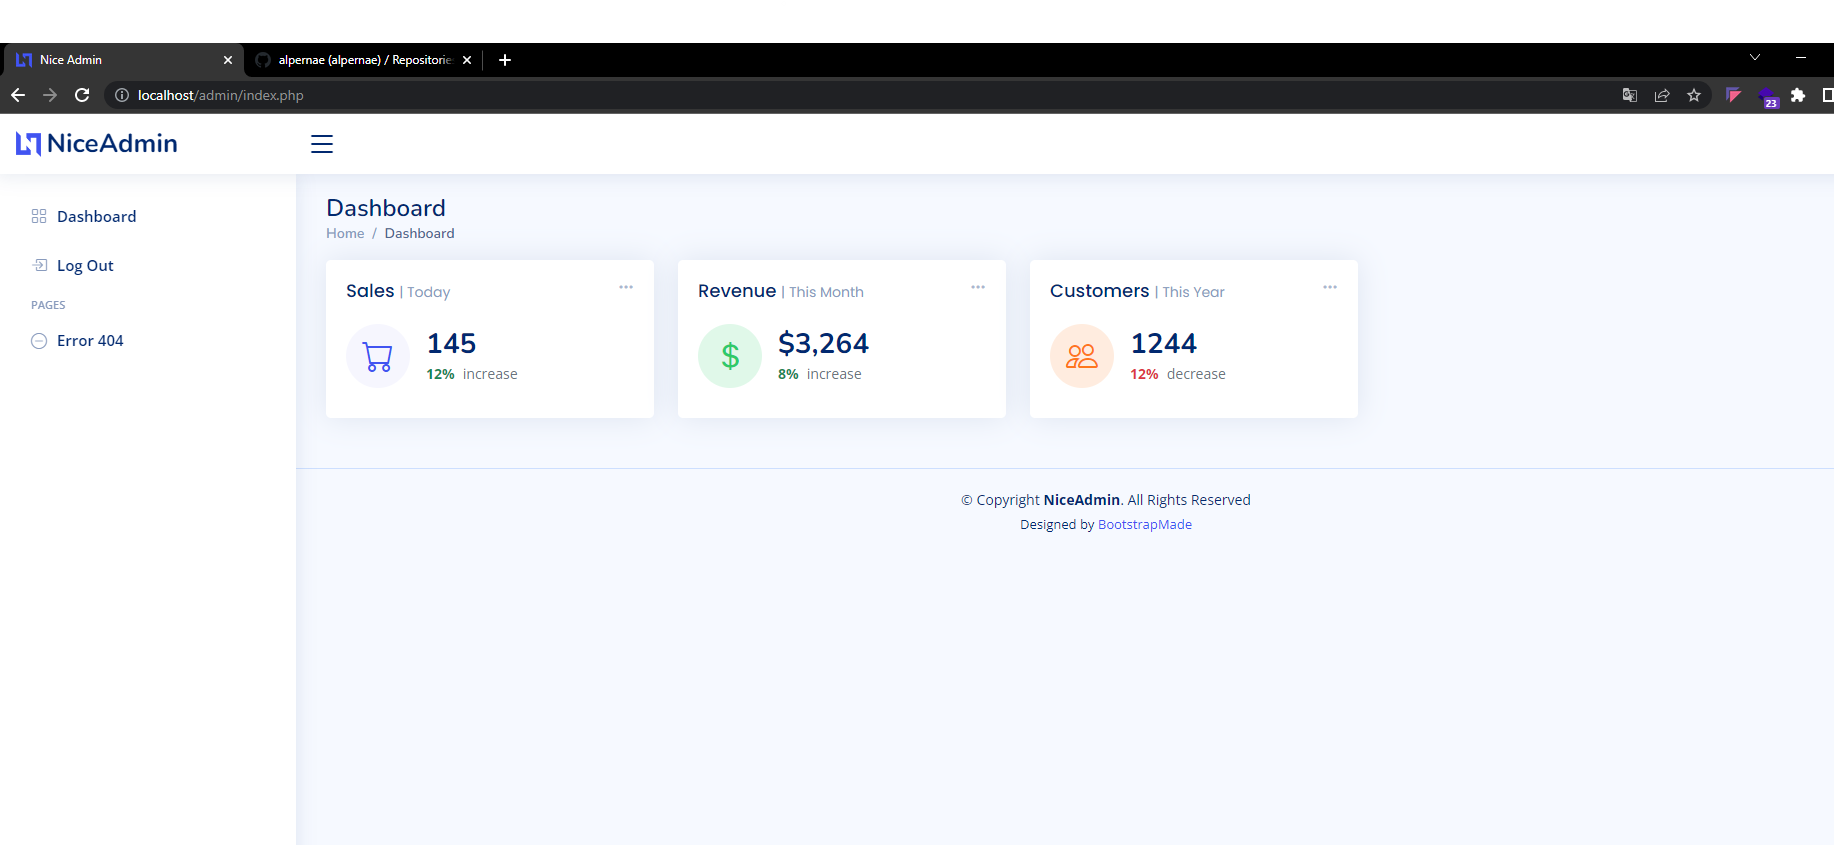 Nice Admin
alpernae (alpernae) / Repositorie
localhost/admin/index.php
23
NiceAdmin
Dashboard
Log Out
PAGES
Error 404
Dashboard
Home / Dashboard
Sales | Today
145
12% increase
Revenue | This Month
$3,264
8% increase
Customers | This Year
1244
12% decrease
© Copyright NiceAdmin. All Rights Reserved
Designed by BootstrapMade